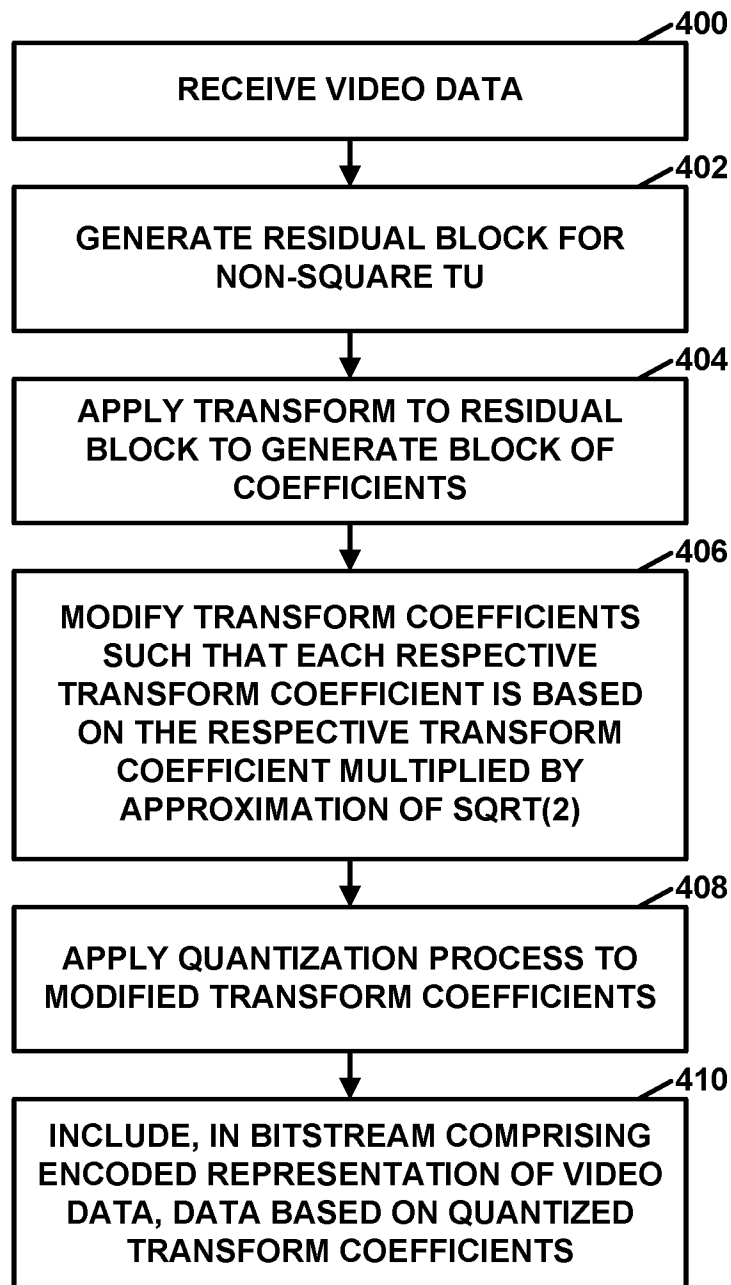 400
RECEIVE VIDEO DATA
402
GENERATE RESIDUAL BLOCK FOR
NON-SQUARE TU
404
APPLY TRANSFORM TO RESIDUAL
BLOCK TO GENERATE BLOCK OF
COEFFICIENTS
406
MODIFY TRANSFORM COEFFICIENTS
SUCH THAT EACH RESPECTIVE
TRANSFORM COEFFICIENT IS BASED
ON THE RESPECTIVE TRANSFORM
COEFFICIENT MULTIPLIED BY
APPROXIMATION OF SQRT(2)
408
APPLY QUANTIZATION PROCESS TO
MODIFIED TRANSFORM COEFFICIENTS
410
INCLUDE, IN BITSTREAM COMPRISING
ENCODED REPRESENTATION OF VIDEO
DATA, DATA BASED ON QUANTIZED
TRANSFORM COEFFICIENTS